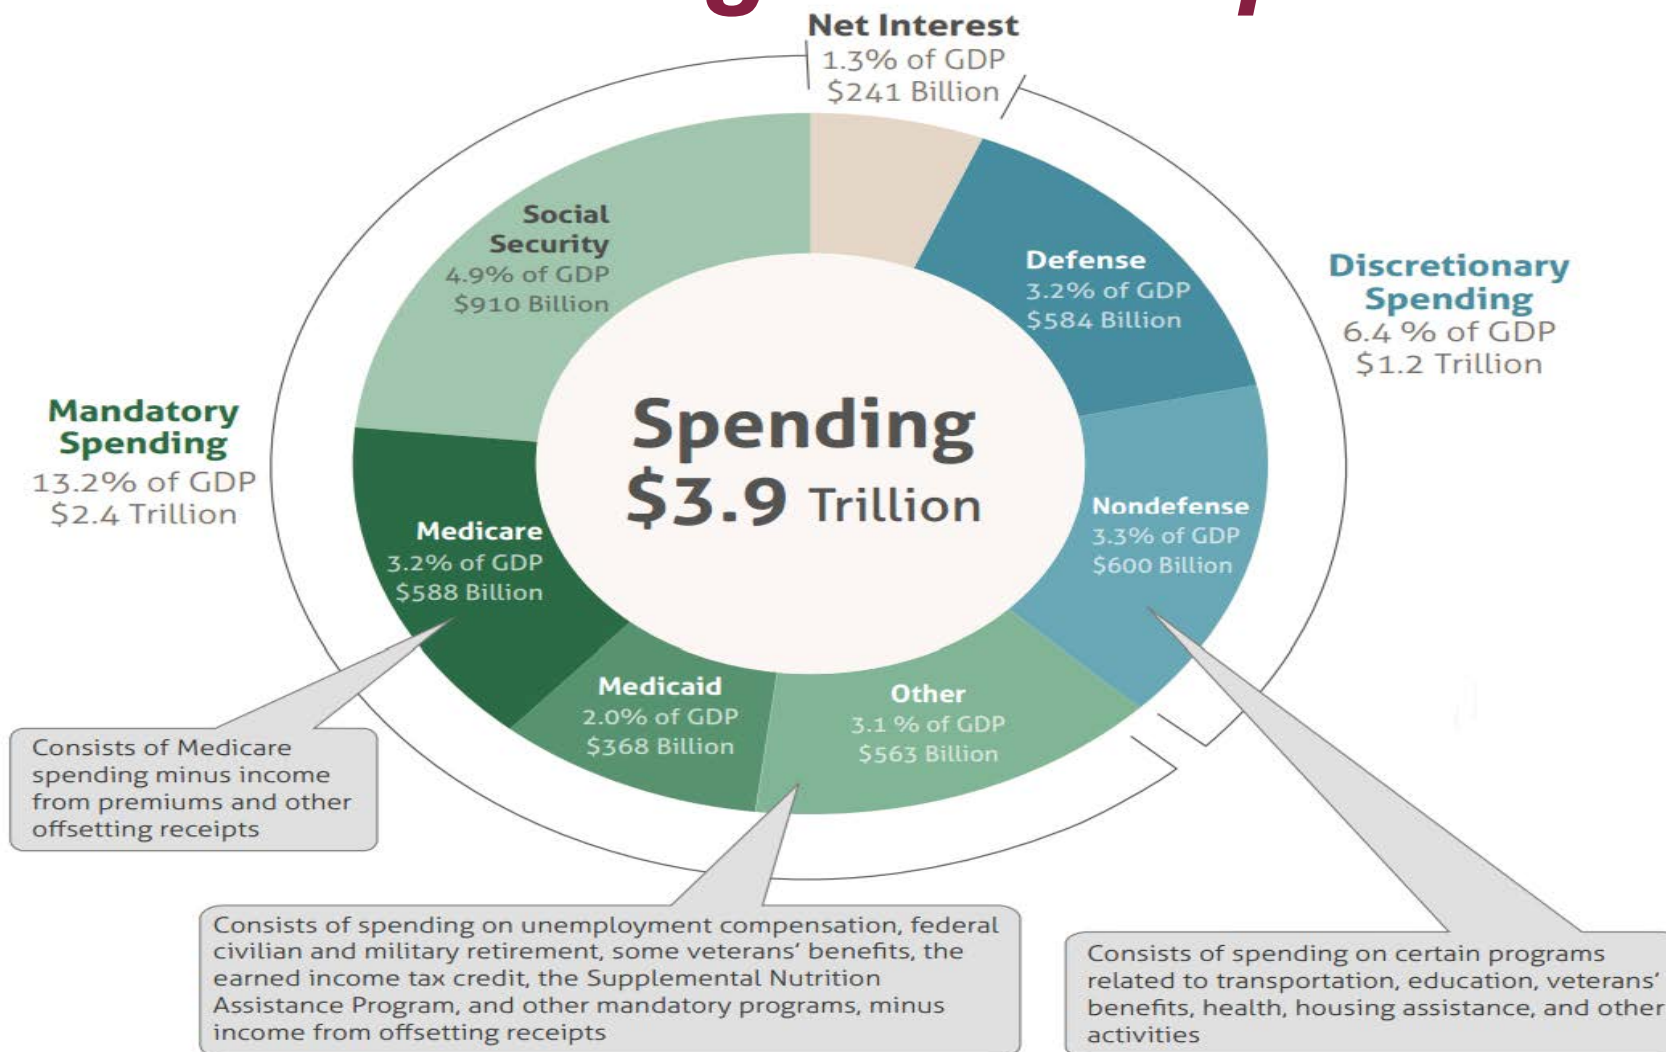 Net Interest
1.3% of GDP
$241 Billion
Social
Security
4.9% of GDP
$910 Billion
Defense
3.2% of GDP
$584 Billion
Discretionary
Spending
6.4 % of GDP
$1.2 Trillion
Mandatory
Spending
13.2% of GDP
$2.4 Trillion
Spending
$3.9 Trillion
Nondefense
3.3% of GDP
$600 Billion
Medicare
3.2% of GDP
$588 Billion
Medicaid
2.0% of GDP
$368 Billion
Other
3.1 % of GDP
$563 Billion
Consists of Medicare
spending minus income
from premiums and other
offsetting receipts
Consists of spending on unemployment compensation, federal
civilian and military retirement, some veterans’ benefits, the
earned income tax credit, the Supplemental Nutrition
Assistance Program, and other mandatory programs, minus
income from offsetting receipts
Consists of spending on certain programs
related to transportation, education, veterans’
benefits, health, housing assistance, and other
activities